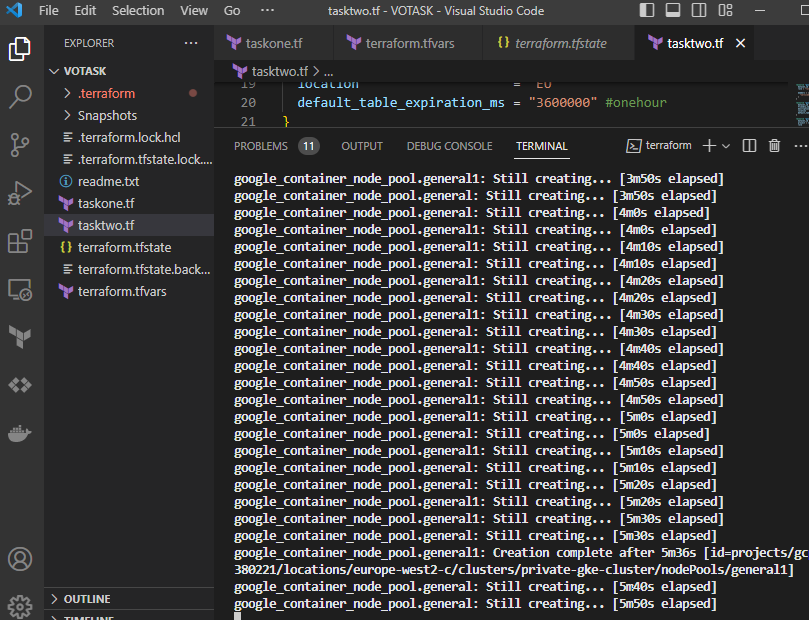 File Edit Selection View Go ··· tasktwo.tf - VOTASK - Visual Studio Code
EXPLORER ···
VOTASK
.terraform
Snapshots
.terraform.lock.hcl
.terraform.tfstate.lock....
readme.txt
taskone.tf
tasktwo.tf
terraform.tfstate
terraform.tfstate.back...
terraform.tfvars
OUTLINE
TIMELINE
taskone.tf terraform.tfvars {} terraform.tfstate tasktwo.tf
tasktwo.tf > ...
19 location = "EU"
20 default_table_expiration_ms = "3600000" #onehour
21 }
PROBLEMS 11 OUTPUT DEBUG CONSOLE TERMINAL terraform
google_container_node_pool.general1: Still creating... [3m50s elapsed]
google_container_node_pool.general: Still creating... [3m50s elapsed]
google_container_node_pool.general: Still creating... [4m0s elapsed]
google_container_node_pool.general1: Still creating... [4m0s elapsed]
google_container_node_pool.general1: Still creating... [4m10s elapsed]
google_container_node_pool.general: Still creating... [4m10s elapsed]
google_container_node_pool.general1: Still creating... [4m20s elapsed]
google_container_node_pool.general: Still creating... [4m20s elapsed]
google_container_node_pool.general1: Still creating... [4m30s elapsed]
google_container_node_pool.general: Still creating... [4m30s elapsed]
google_container_node_pool.general1: Still creating... [4m40s elapsed]
google_container_node_pool.general: Still creating... [4m40s elapsed]
google_container_node_pool.general: Still creating... [4m50s elapsed]
google_container_node_pool.general1: Still creating... [4m50s elapsed]
google_container_node_pool.general1: Still creating... [5m0s elapsed]
google_container_node_pool.general: Still creating... [5m0s elapsed]
google_container_node_pool.general1: Still creating... [5m10s elapsed]
google_container_node_pool.general: Still creating... [5m10s elapsed]
google_container_node_pool.general: Still creating... [5m20s elapsed]
google_container_node_pool.general1: Still creating... [5m20s elapsed]
google_container_node_pool.general1: Still creating... [5m30s elapsed]
google_container_node_pool.general: Still creating... [5m30s elapsed]
google_container_node_pool.general1: Creation complete after 5m36s [id=projects/gc
380221/locations/europe-west2-c/clusters/private-gke-cluster/nodePools/general1]
google_container_node_pool.general: Still creating... [5m40s elapsed]
google_container_node_pool.general: Still creating... [5m50s elapsed]